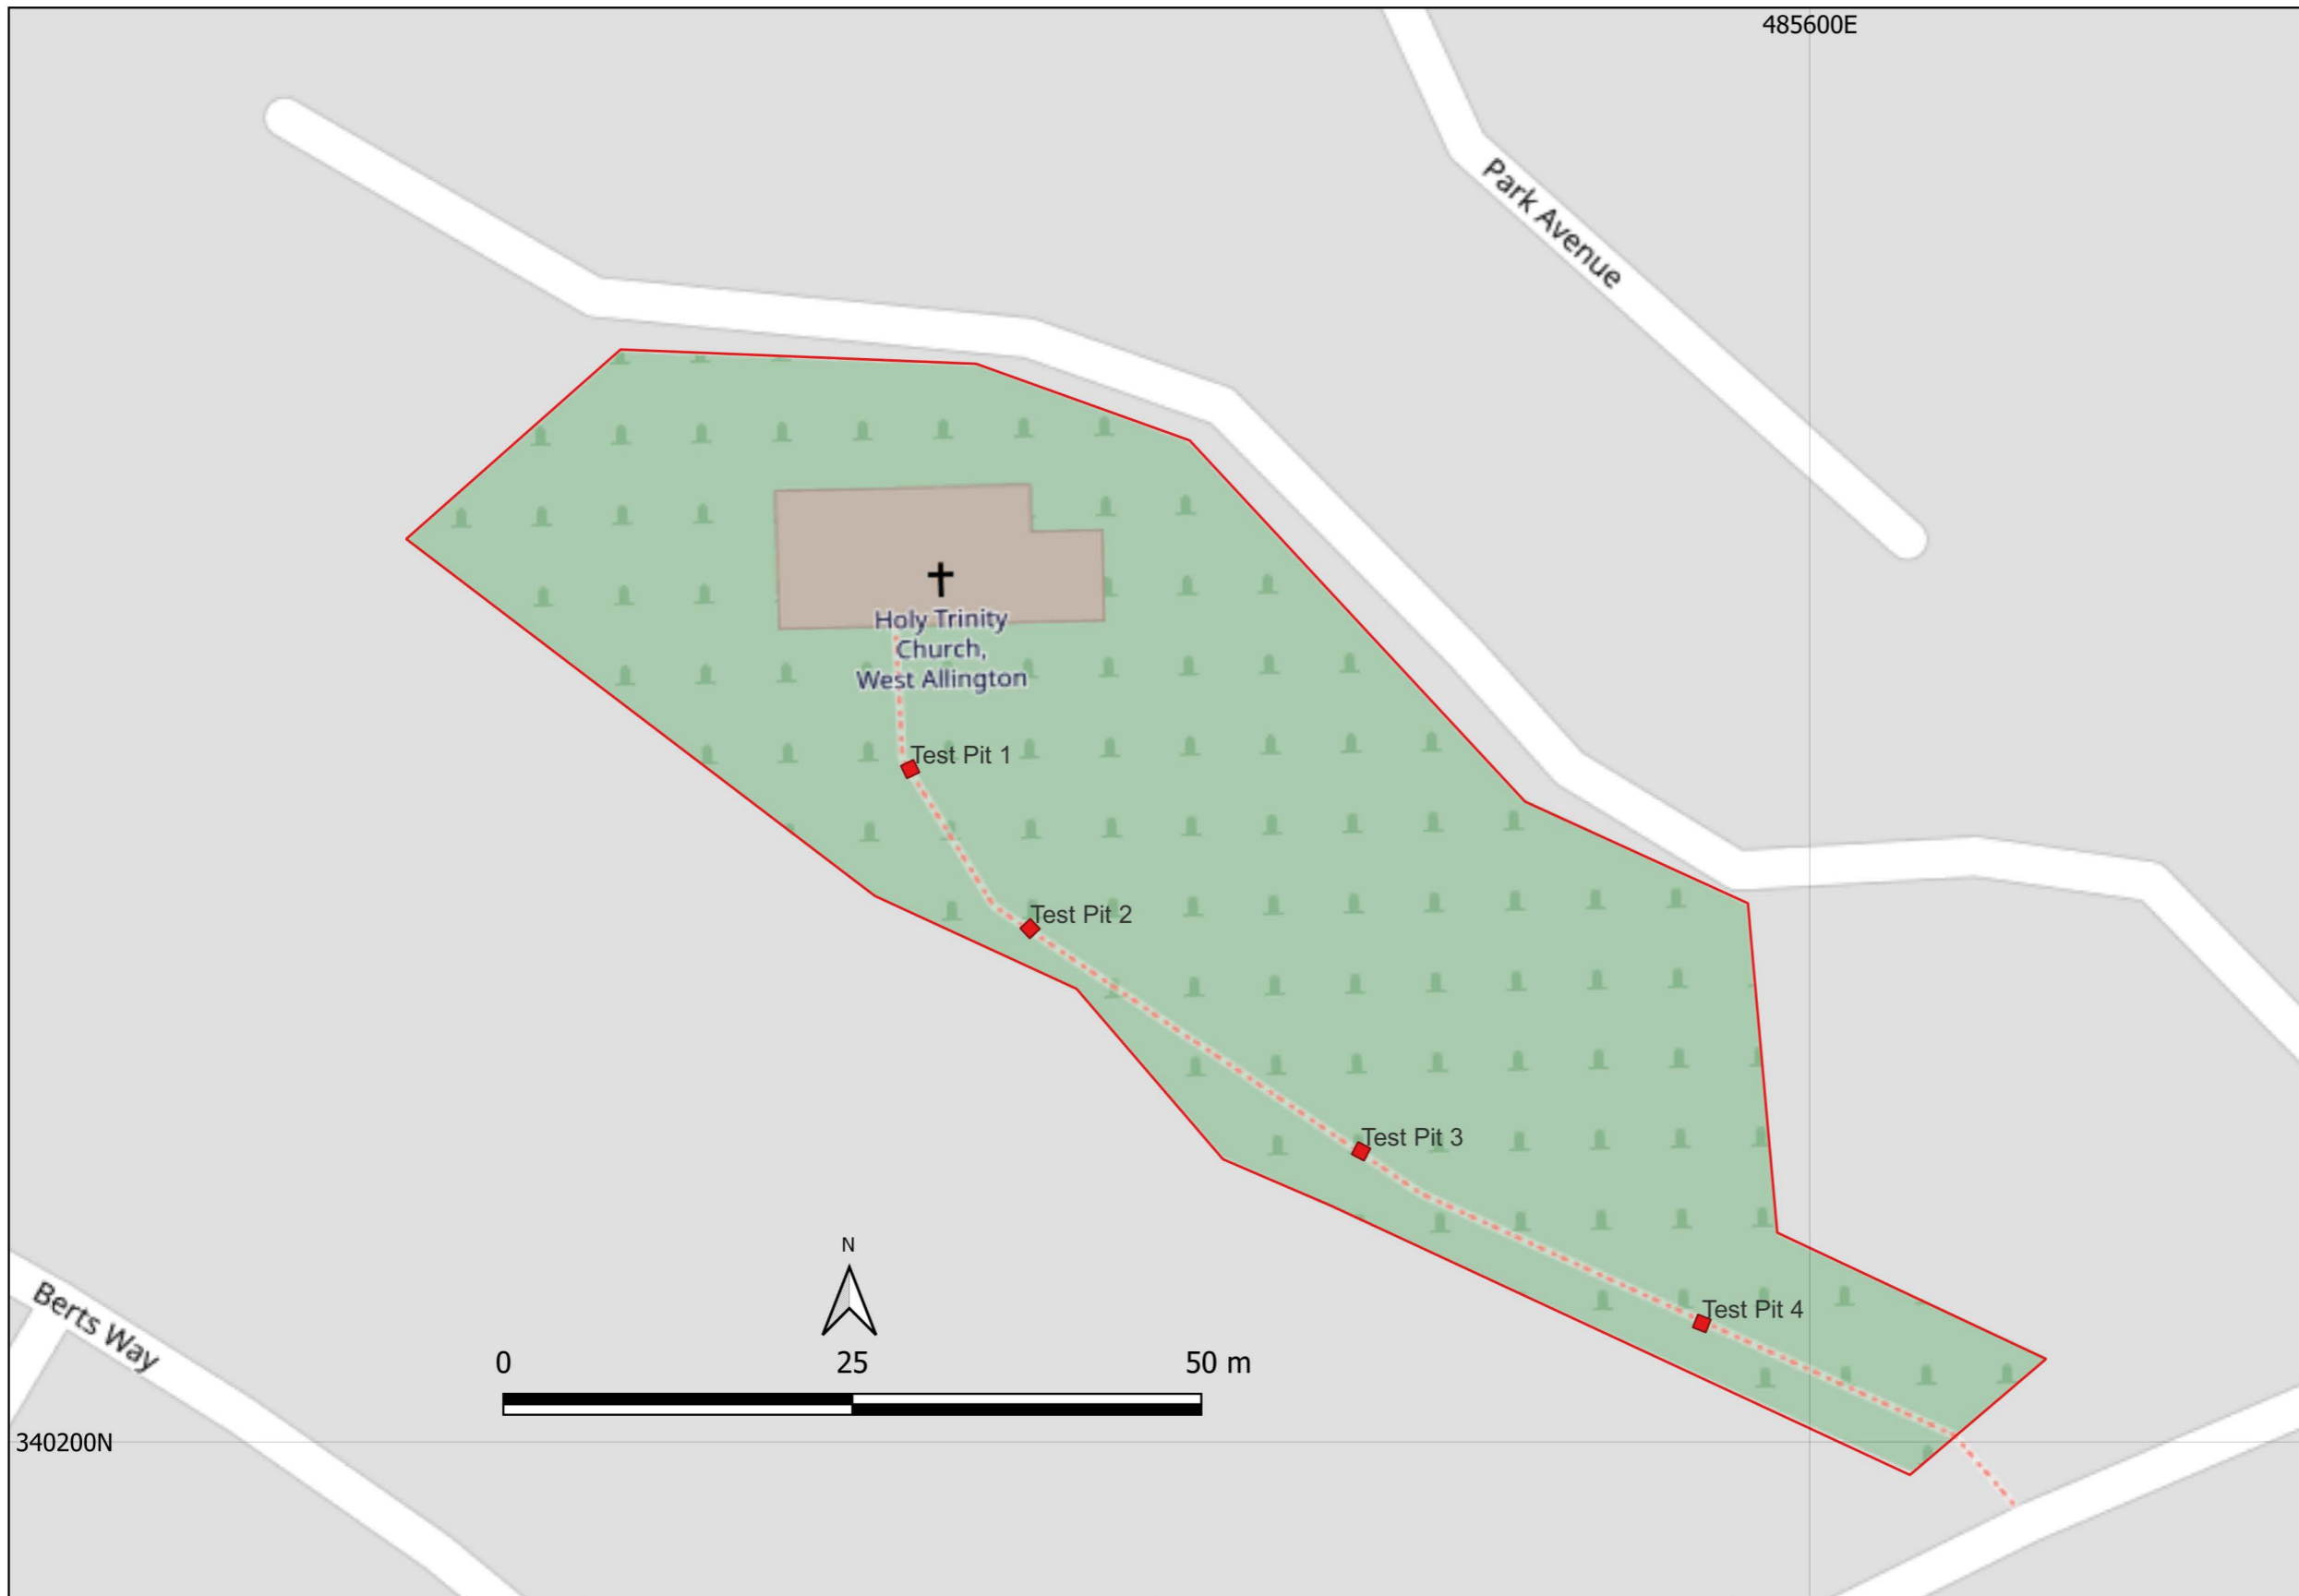 485600E
Park Avenue
Holy Trinity
Church,
West Allington
Test Pit 1
Test Pit 2
Test Pit 3
Test Pit 4
N
0 25 50 m
Berts Way
340200N